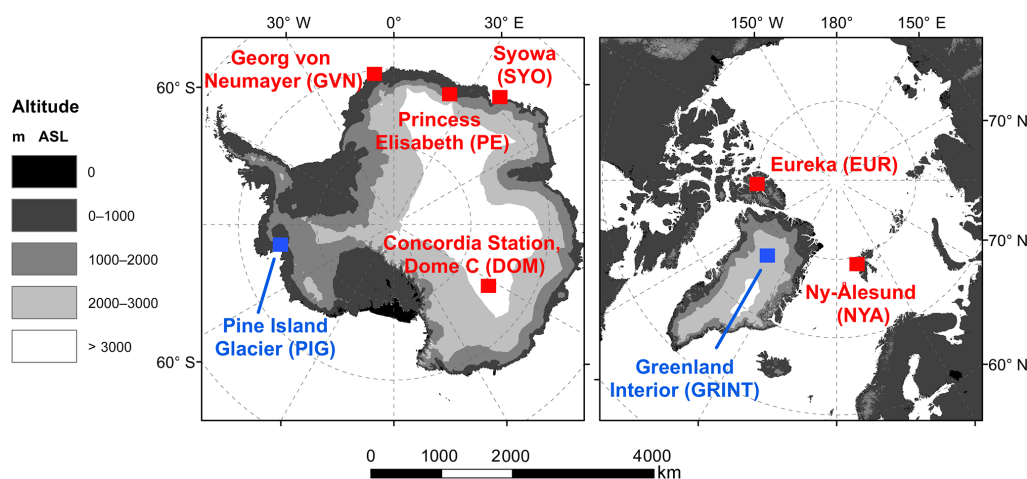 30° W
0°
30° E
150° W
180°
150° E
Georg von
Neumayer (GVN)
Syowa
(SYO)
60° S
Altitude
m ASL
0
0–1000
1000–2000
2000–3000
> 3000
Princess
Elisabeth (PE)
Concordia Station,
Dome C (DOM)
Pine Island
Glacier (PIG)
60° S
70° N
Eureka (EUR)
70° N
Ny-Ålesund
(NYA)
Greenland
Interior (GRINT)
60° N
0
1000
2000
4000
km